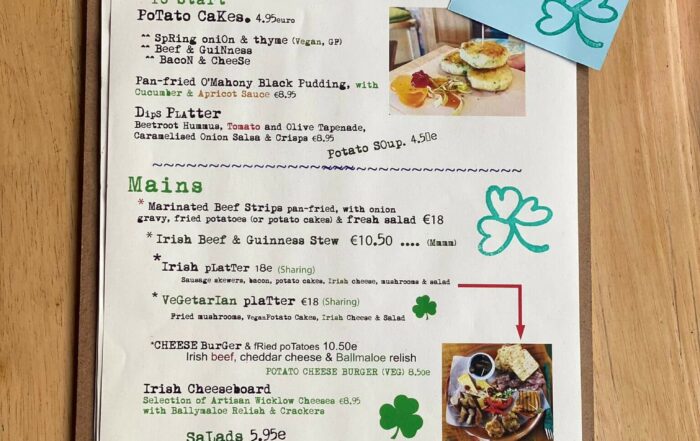 To Start
PoTato CaKes. 4.95euro
^^ SpRing oniOn & thyme (Vegan, GF)
^^ Beef & GuiNness
^^ BacoN & CheeSe
Pan-fried O'Mahony Black Pudding, with
Cucumber & Apricot Sauce €8.95
Dips PLatter
Beetroot Hummus, Tomato and Olive Tapenade,
Caramelised Onion Salsa & Crisps €8.95
Potato SOup. 4.50e
~~~~~~~~~~~~~~~~~~~~~~~~~~~~~~~~~~~~~~~~
Mains
* Marinated Beef Strips pan-fried, with onion
gravy, fried potatoes (or potato cakes) & fresh salad €18
* Irish Beef & Guinness Stew €10.50 .... (Mmmm)
*Irish pLatTer 18e (Sharing)
Sausage skewers, bacon, potato cakes, Irish cheese, mushrooms & salad
* VeGetarIan plaTter €18 (Sharing)
Fried mushrooms, VeganPotato Cakes, Irish Cheese & Salad
*CHEESE BurGer & fRied poTatoes 10.50e
Irish beef, cheddar cheese & Ballmaloe relish
POTATO CHEESE BURGER (VEG) 8.50e
Irish Cheeseboard
Selection of Artisan Wicklow Cheeses €8.95
with Ballymaloe Relish & Crackers
SaLads 5.95e